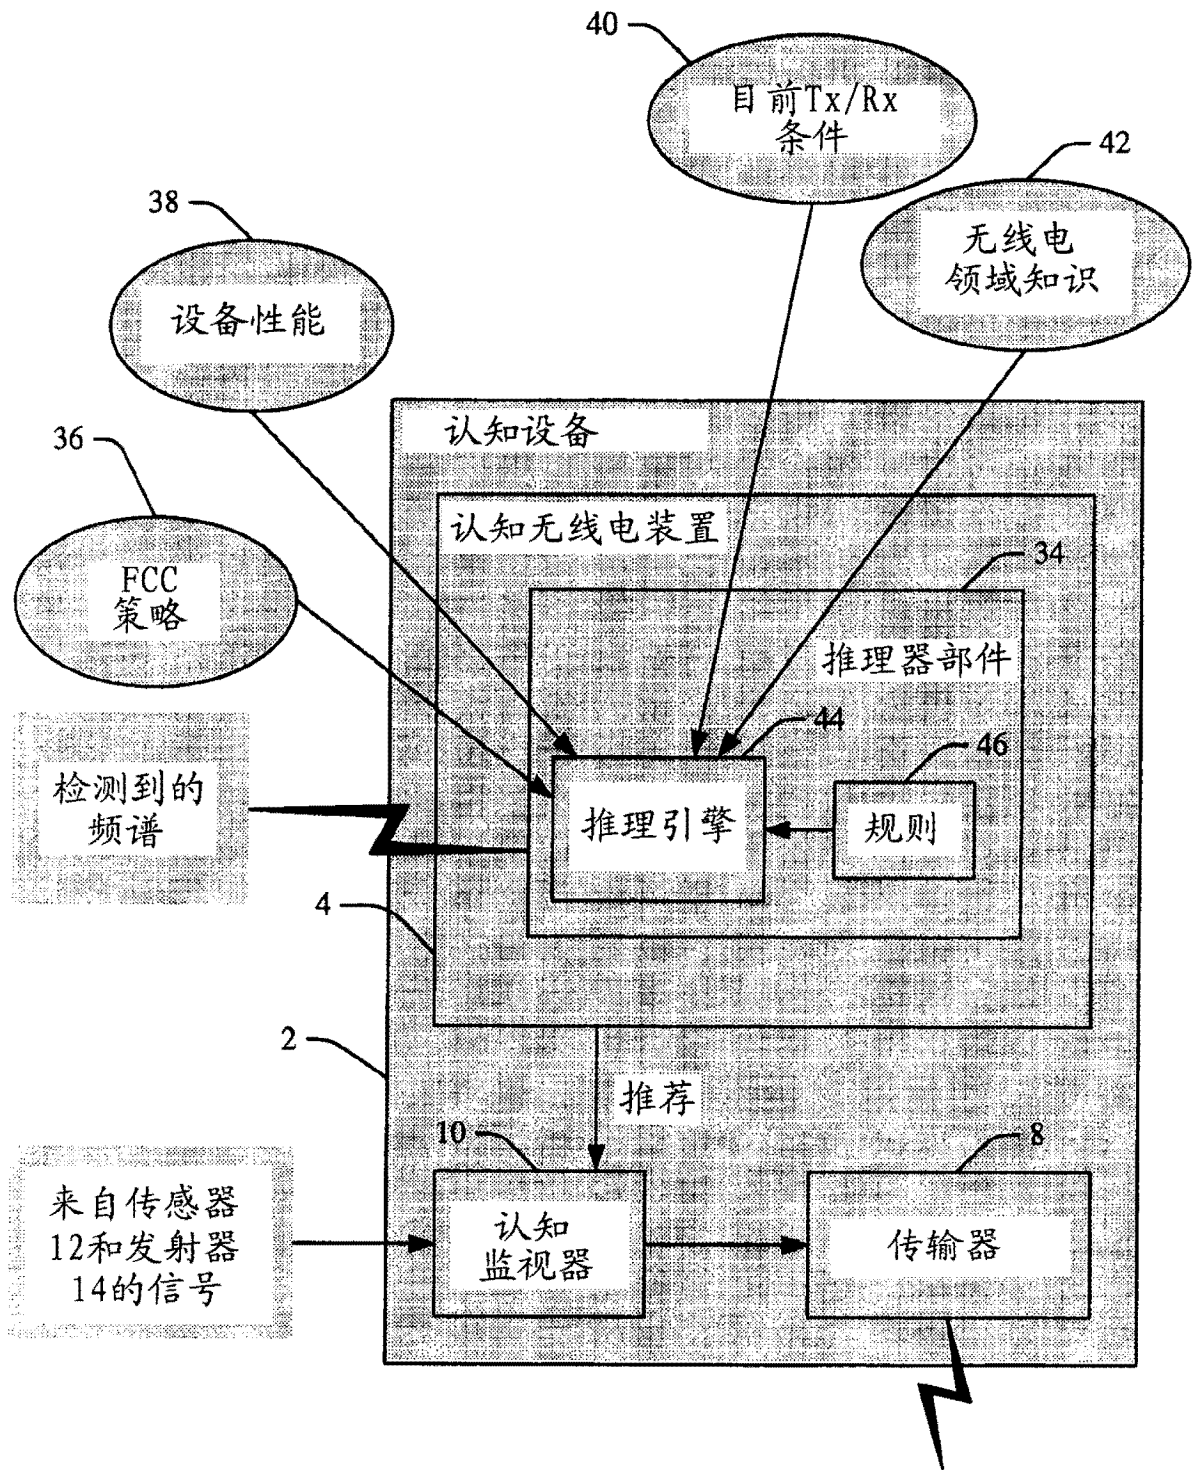 40
目前Tx/Rx
条件
42
无线电
领域知识
38
设备性能
36
FCC
策略
认知设备
认知无线电装置
34
推理器部件
44
46
推理引擎
规则
检测到的
频谱
4
2
推荐
10
8
来自传感器
12和发射器
14的信号
认知
监视器
传输器